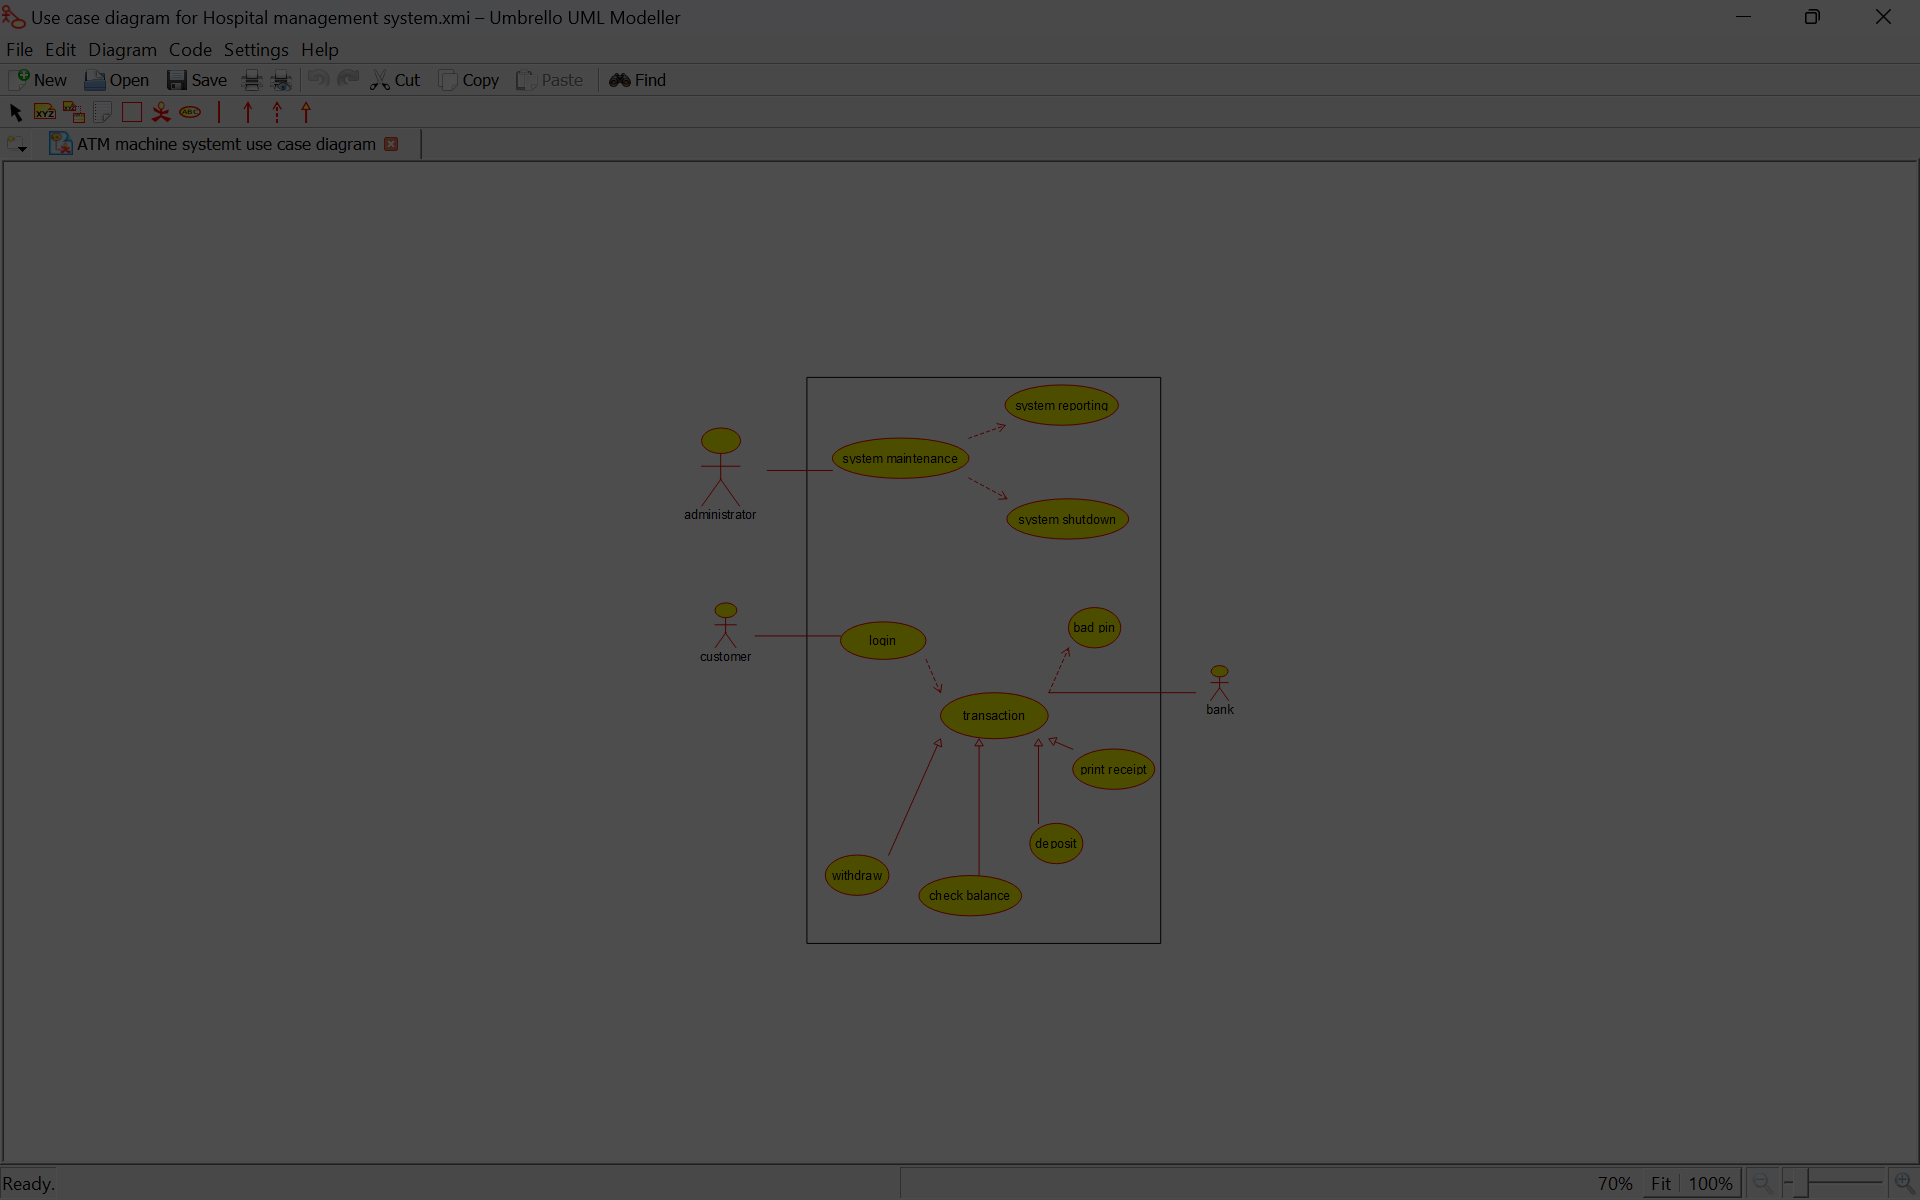 Use case diagram for Hospital management system.xmi – Umbrello UML Modeller
File Edit Diagram Code Settings Help
New Open Save Cut Copy Paste Find
XYZ ABC
ATM machine systemt use case diagram
system reporting
system maintenance
administrator
system shutdown
bad pin
login
customer
bank
transaction
print receipt
deposit
withdraw
check balance
Ready.
70% Fit 100%